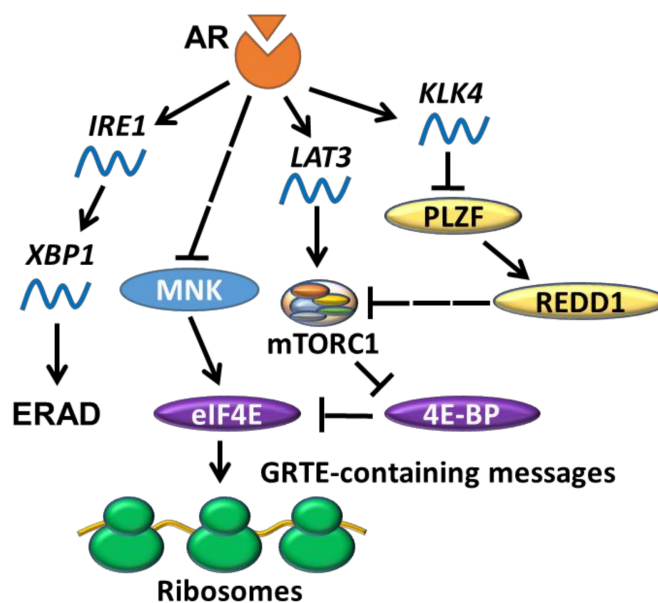 AR
KLK4
IRE1
LAT3
PLZF
XBP1
MNK
REDD1
mTORC1
ERAD
eIF4E
4E-BP
GRTE-containing messages
Ribosomes